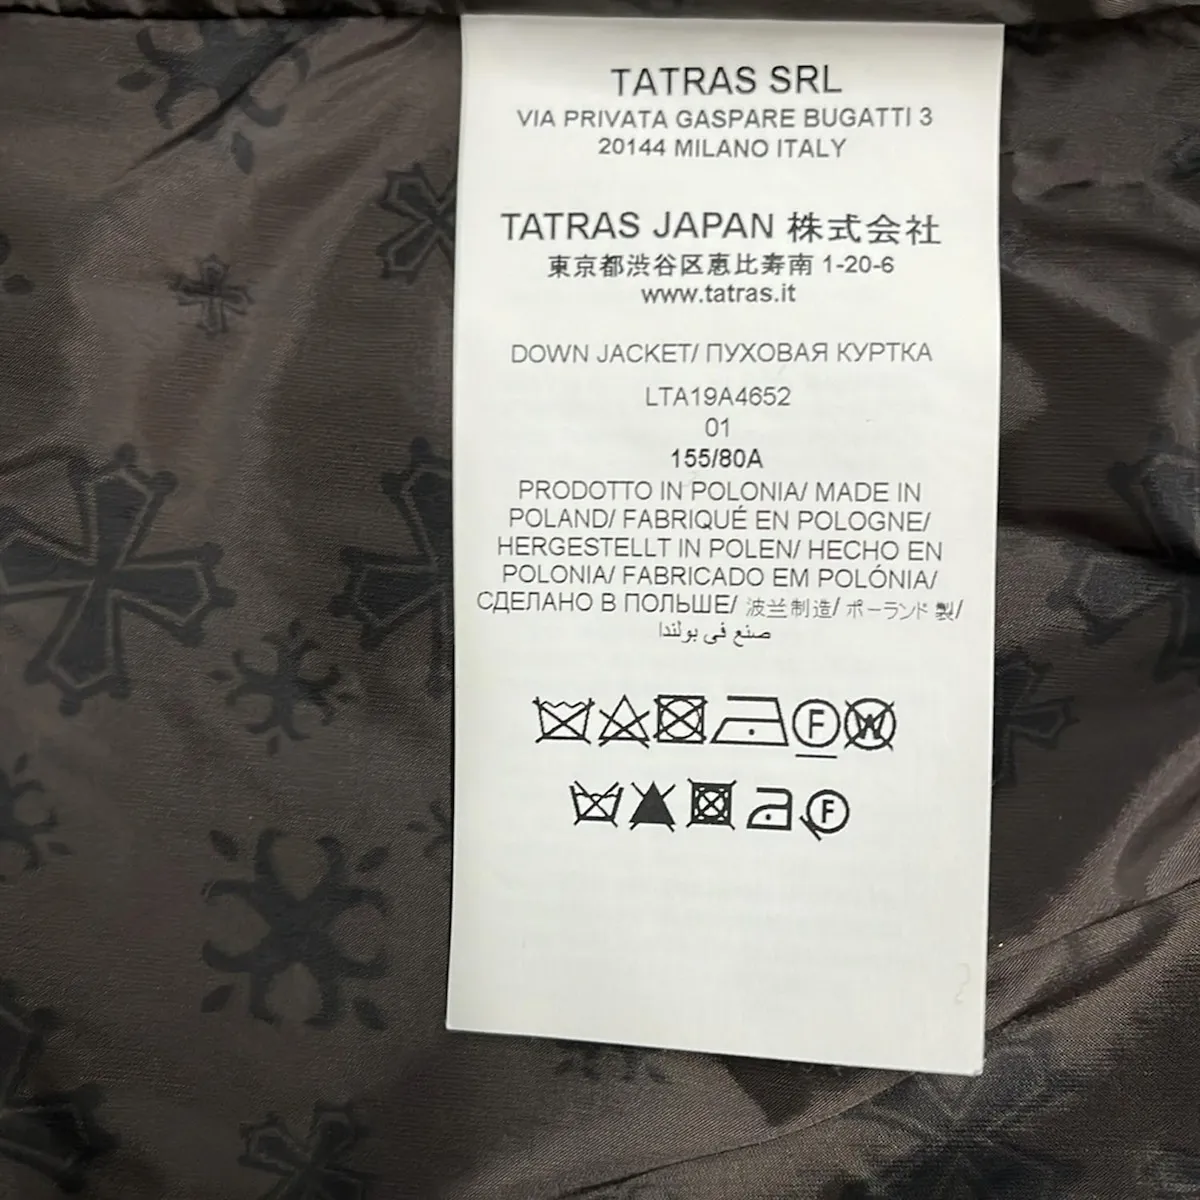 TATRAS SRL
VIA PRIVATA GASPARE BUGATTI 3
20144 MILANO ITALY
TATRAS JAPAN 株式会社
東京都渋谷区恵比寿南 1-20-6
www.tatras.it
DOWN JACKET/ ПУХОВАЯ КУРТКА
LTA19A4652
01
155/80A
PRODOTTO IN POLONIA/ MADE IN
POLAND/ FABRIQUÉ EN POLOGNE/
HERGESTELLT IN POLEN/ HECHO EN
POLONIA/ FABRICADO EM POLÓNIA/
СДЕЛАНО В ПОЛЬШЕ/ 波兰制造/ ポーランド 製/
صنع في بولندا
F W
F